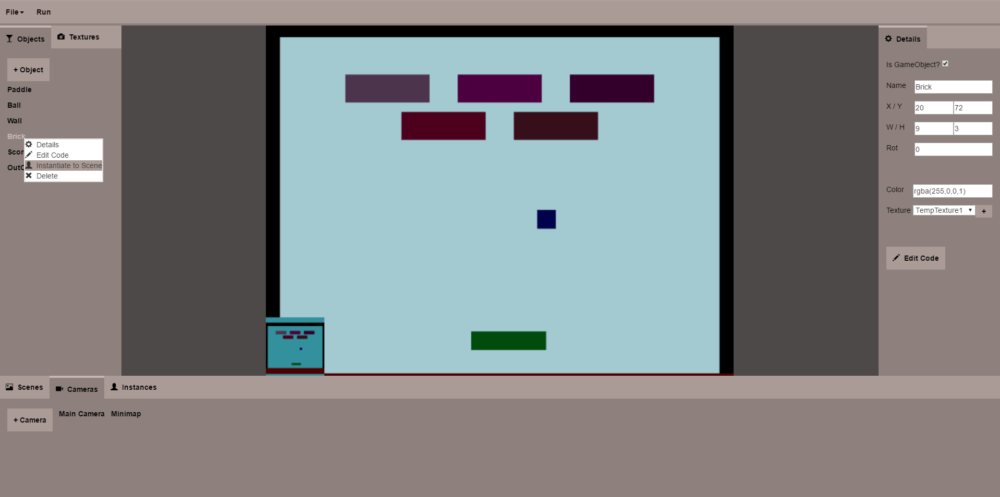 File Run
Objects Textures
+ Object
Paddle
Ball
Wall
Brick
Details
Edit Code
Instantiate to Scene
Delete
Details
Is GameObject?
Name Brick
X / Y 20 72
W / H 9 3
Rot 0
Color rgba(255,0,0,1)
Texture TempTexture1 +
Edit Code
Scenes Cameras Instances
+ Camera Main Camera Minimap